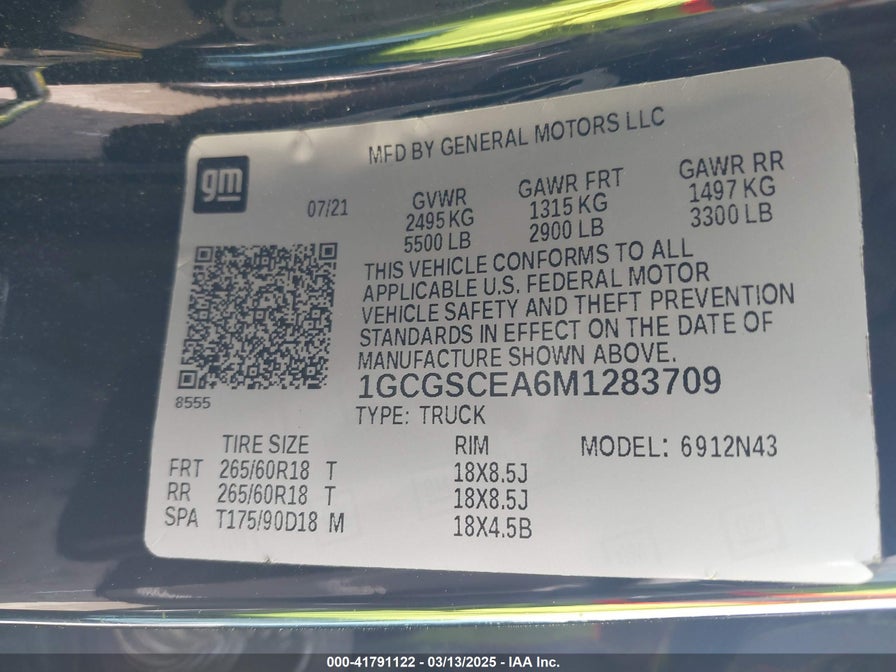 MFD BY GENERAL MOTORS LLC
gm
07/21
GVWR
2495 KG
5500 LB
GAWR FRT
1315 KG
2900 LB
GAWR RR
1497 KG
3300 LB
THIS VEHICLE CONFORMS TO ALL
APPLICABLE U.S. FEDERAL MOTOR
VEHICLE SAFETY AND THEFT PREVENTION
STANDARDS IN EFFECT ON THE DATE OF
MANUFACTURE SHOWN ABOVE.
8555
1GCGSCEA6M1283709
TYPE: TRUCK
TIRE SIZE RIM MODEL: 6912N43
FRT 265/60R18 T 18X8.5J
RR 265/60R18 T 18X8.5J
SPA T175/90D18 M 18X4.5B
000-41791122 - 03/13/2025 - IAA Inc.